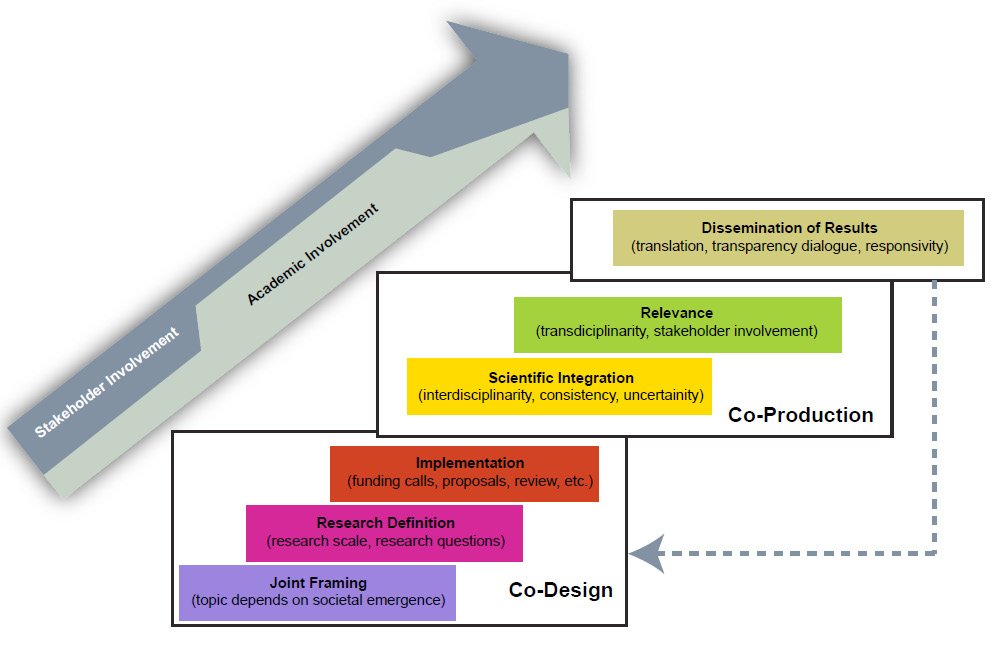 Stakeholder Involvement
Academic Involvement
Dissemination of Results
(translation, transparency dialogue, responsivity)
Relevance
(transdiciplinarity, stakeholder involvement)
Scientific Integration
(interdisciplinarity, consistency, uncertainity)
Co-Production
Implementation
(funding calls, proposals, review, etc.)
Research Definition
(research scale, research questions)
Joint Framing
(topic depends on societal emergence)
Co-Design